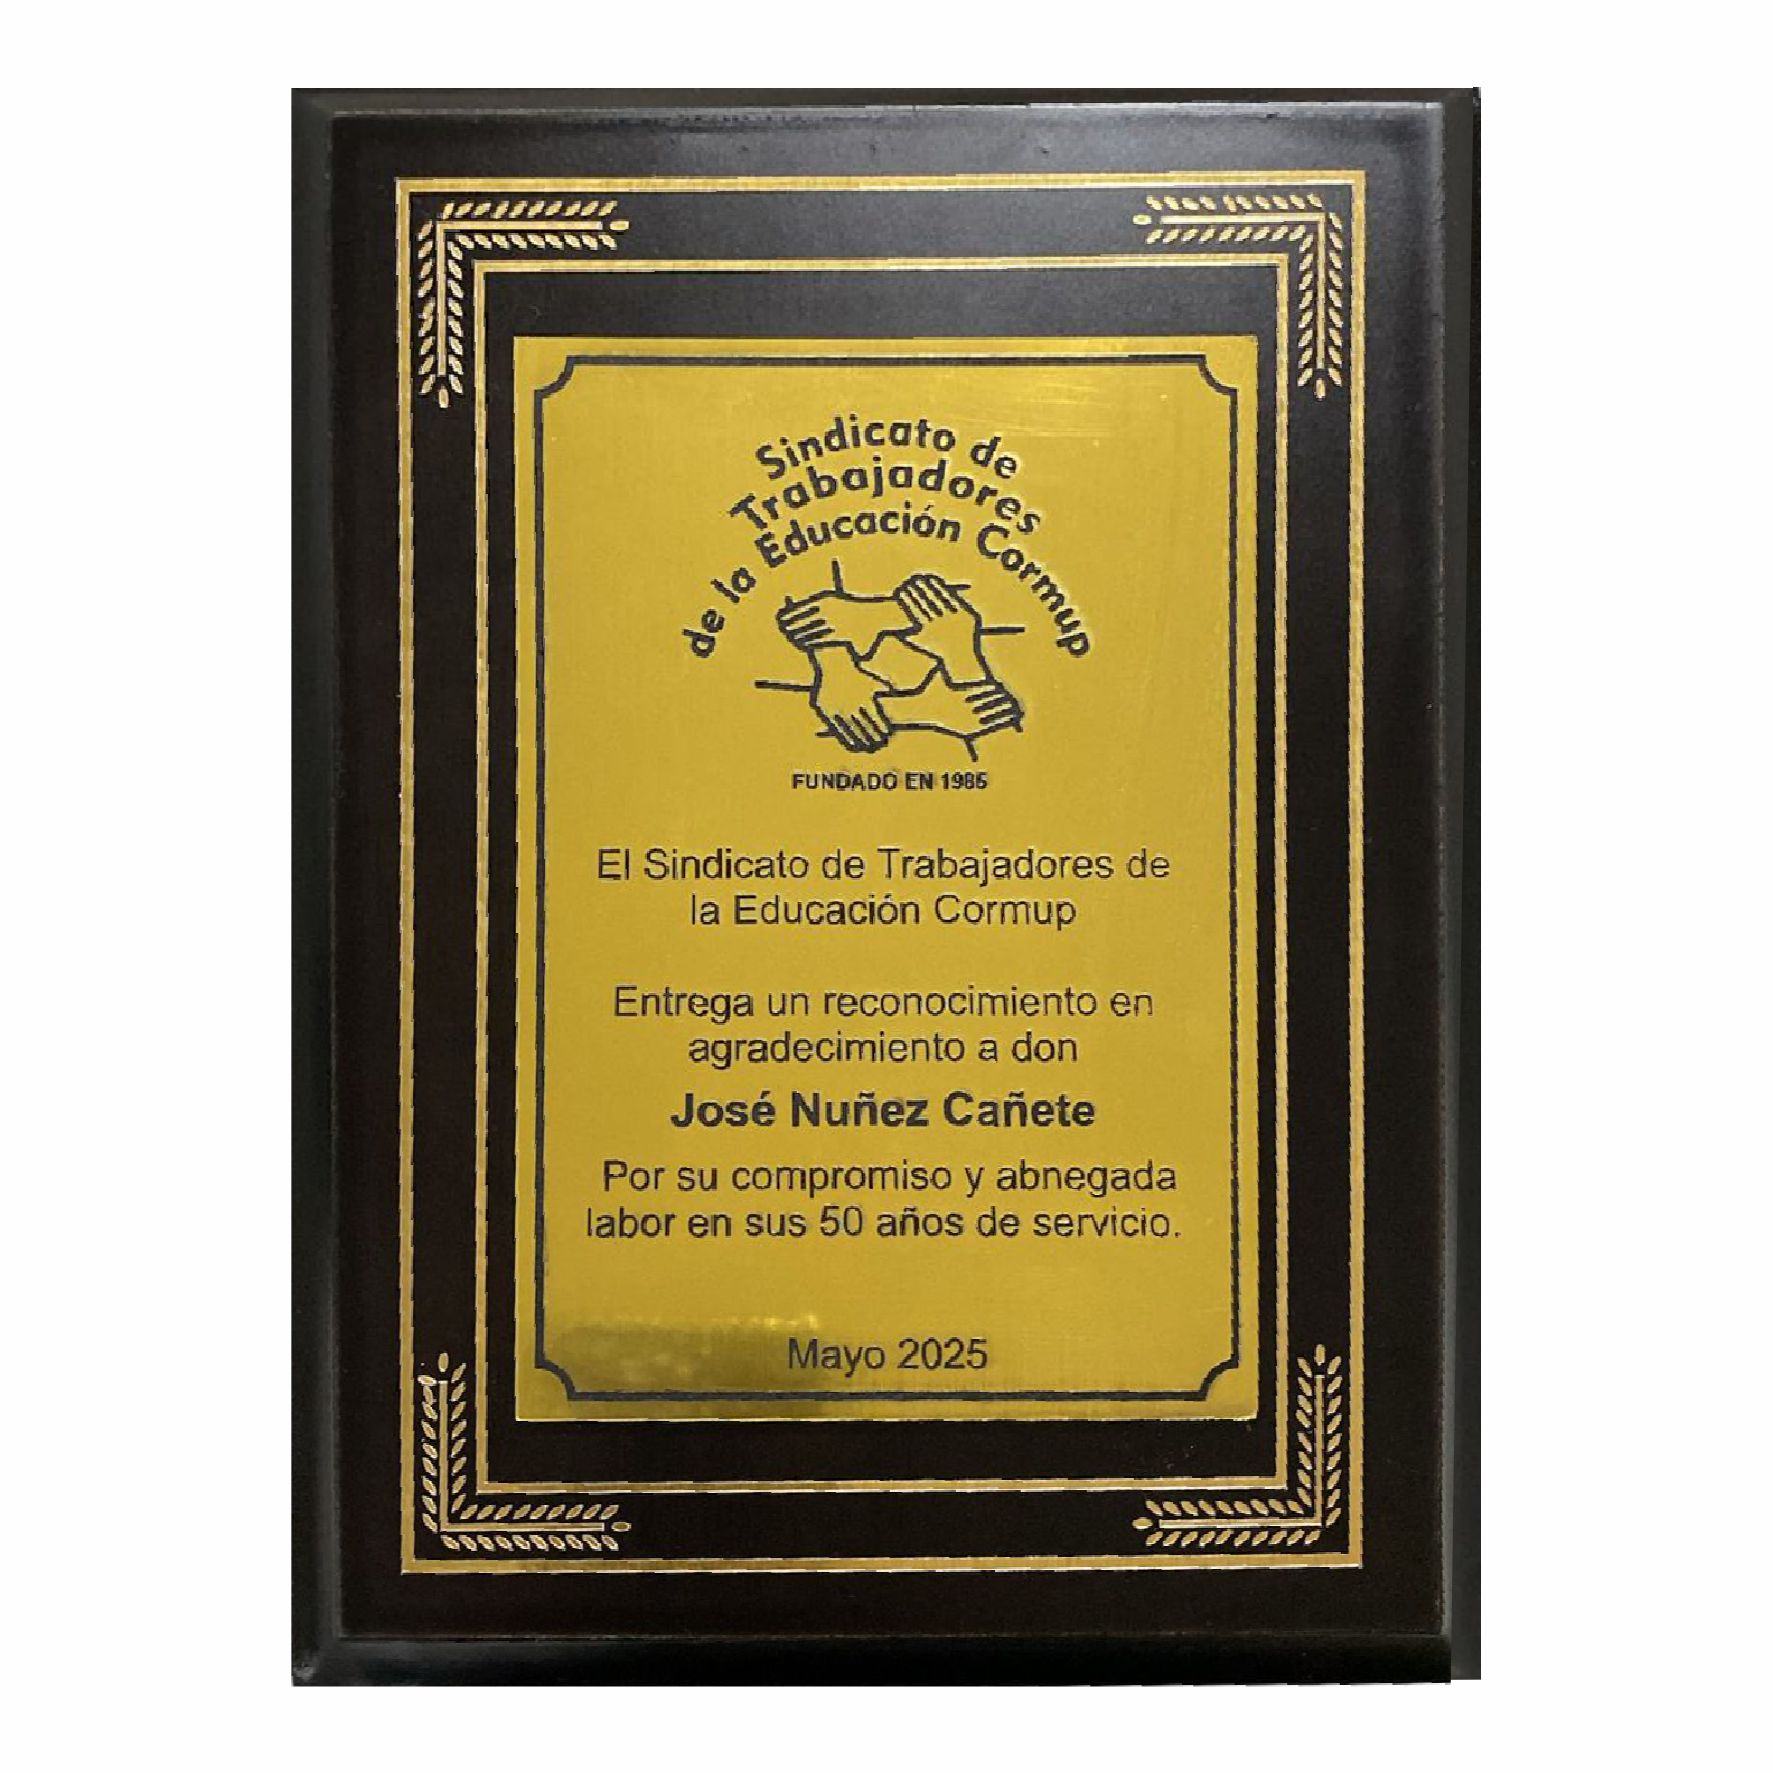 Sindicato de
Trabajadores
de la Educación Cormup
FUNDADO EN 1985
El Sindicato de Trabajadores de
la Educación Cormup
Entrega un reconocimiento en
agradecimiento a don
José Nuñez Cañete
Por su compromiso y abnegada
labor en sus 50 años de servicio.
Mayo 2025